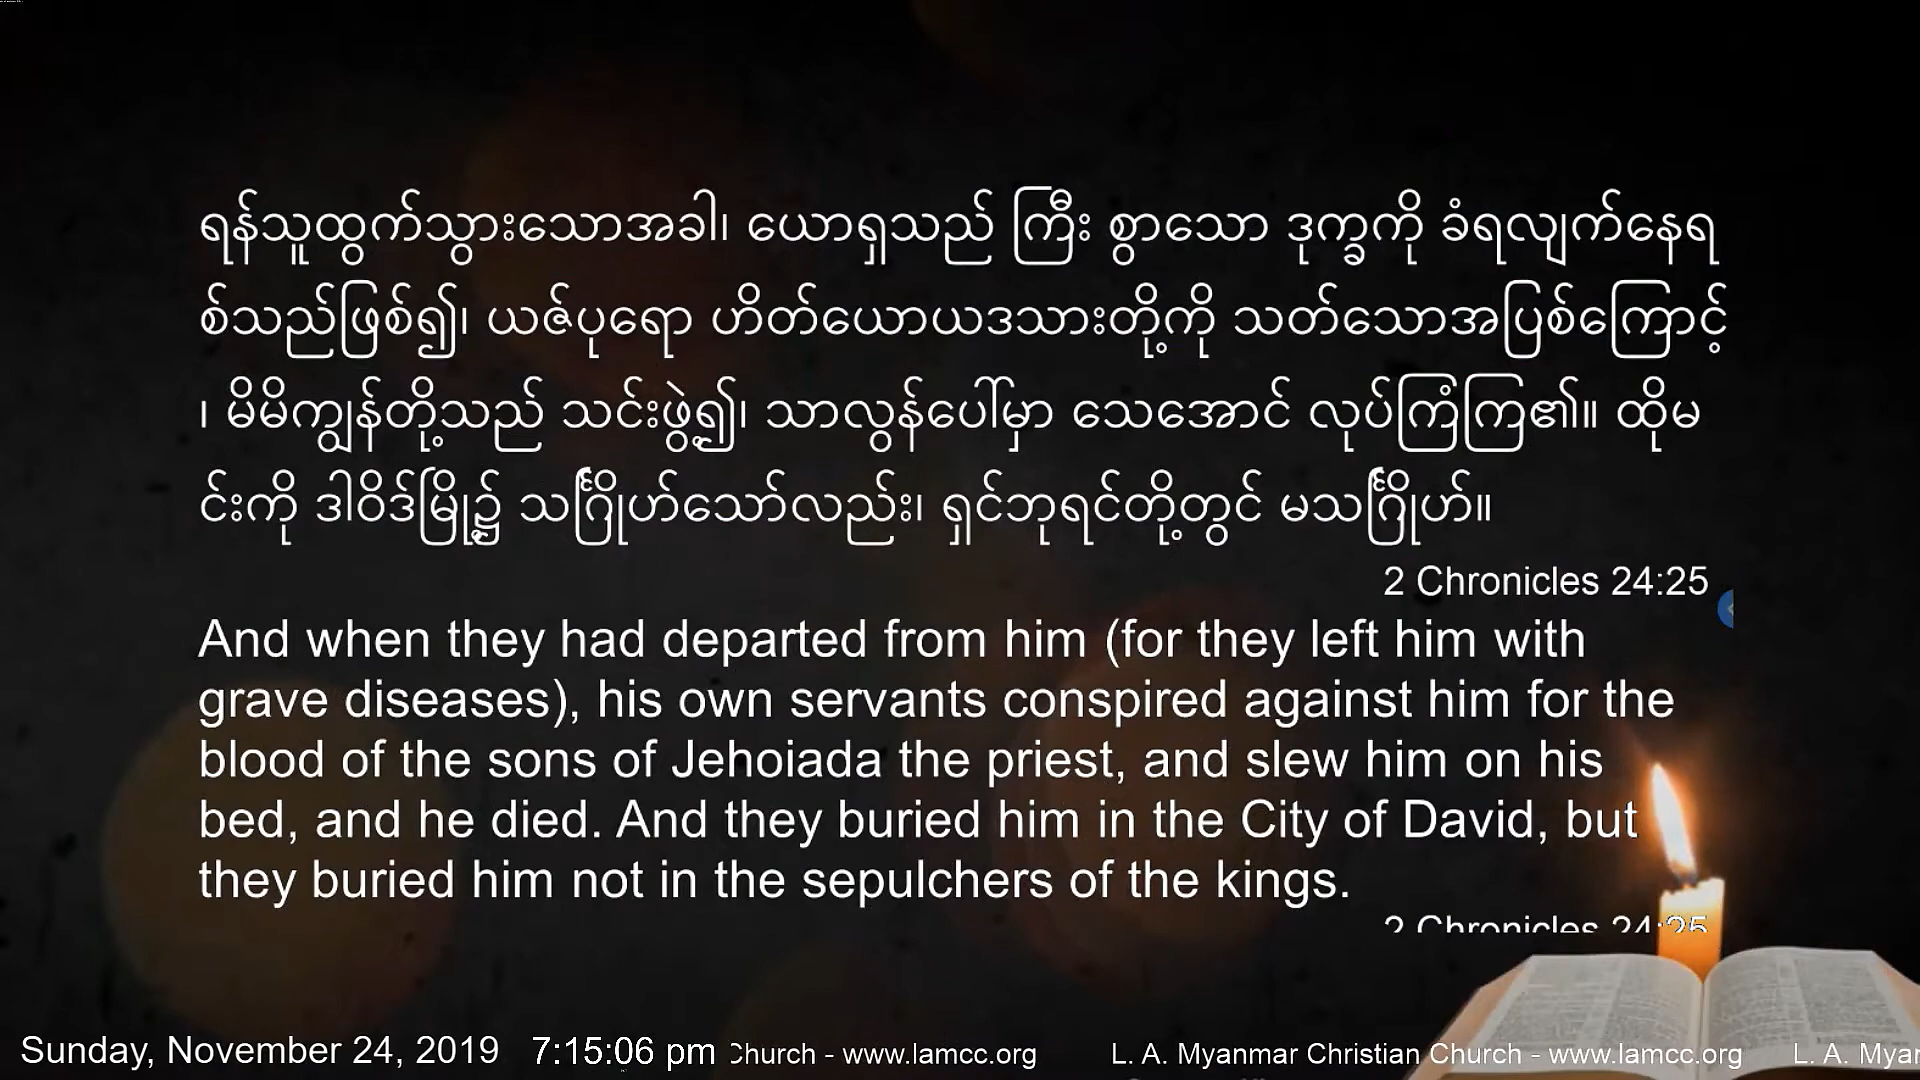 ရန်သူထွက်သွားသောအခါ၊ ယောရှသည် ကြီး စွာသော ဒုက္ခကို ခံရလျက်နေရ
စ်သည်ဖြစ်၍၊ ယဇ်ပုရော ဟိတ်ယောယဒသားတို့ကို သတ်သောအပြစ်ကြောင့်
၊ မိမိကျွန်တို့သည် သင်းဖွဲ့၍၊ သာလွန်ပေါ်မှာ သေအောင် လုပ်ကြံကြ၏။ ထိုမ
င်းကို ဒါဝိဒ်မြို့၌ သင်္ဂြိုဟ်သော်လည်း၊ ရှင်ဘုရင်တို့တွင် မသင်္ဂြိုဟ်။
2 Chronicles 24:25
And when they had departed from him (for they left him with
grave diseases), his own servants conspired against him for the
blood of the sons of Jehoiada the priest, and slew him on his
bed, and he died. And they buried him in the City of David, but
they buried him not in the sepulchers of the kings.
2 Chronicles 24:25
Sunday, November 24, 2019 7:15:06 pm Church - www.lamcc.org L. A. Myanmar Christian Church - www.lamcc.org L. A. Myan